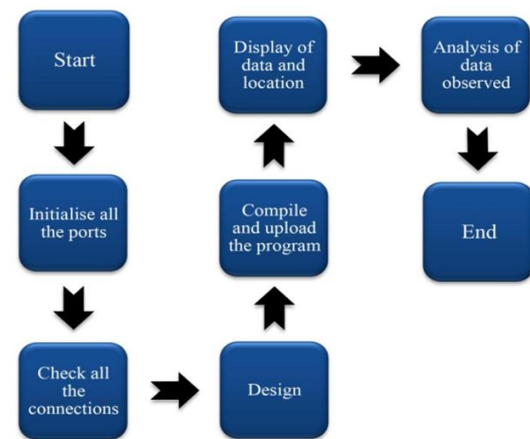 Start
Initialise all
the ports
Check all
the
connections
Design
Compile
and upload
the program
Display of
data and
location
Analysis of
data
observed
End